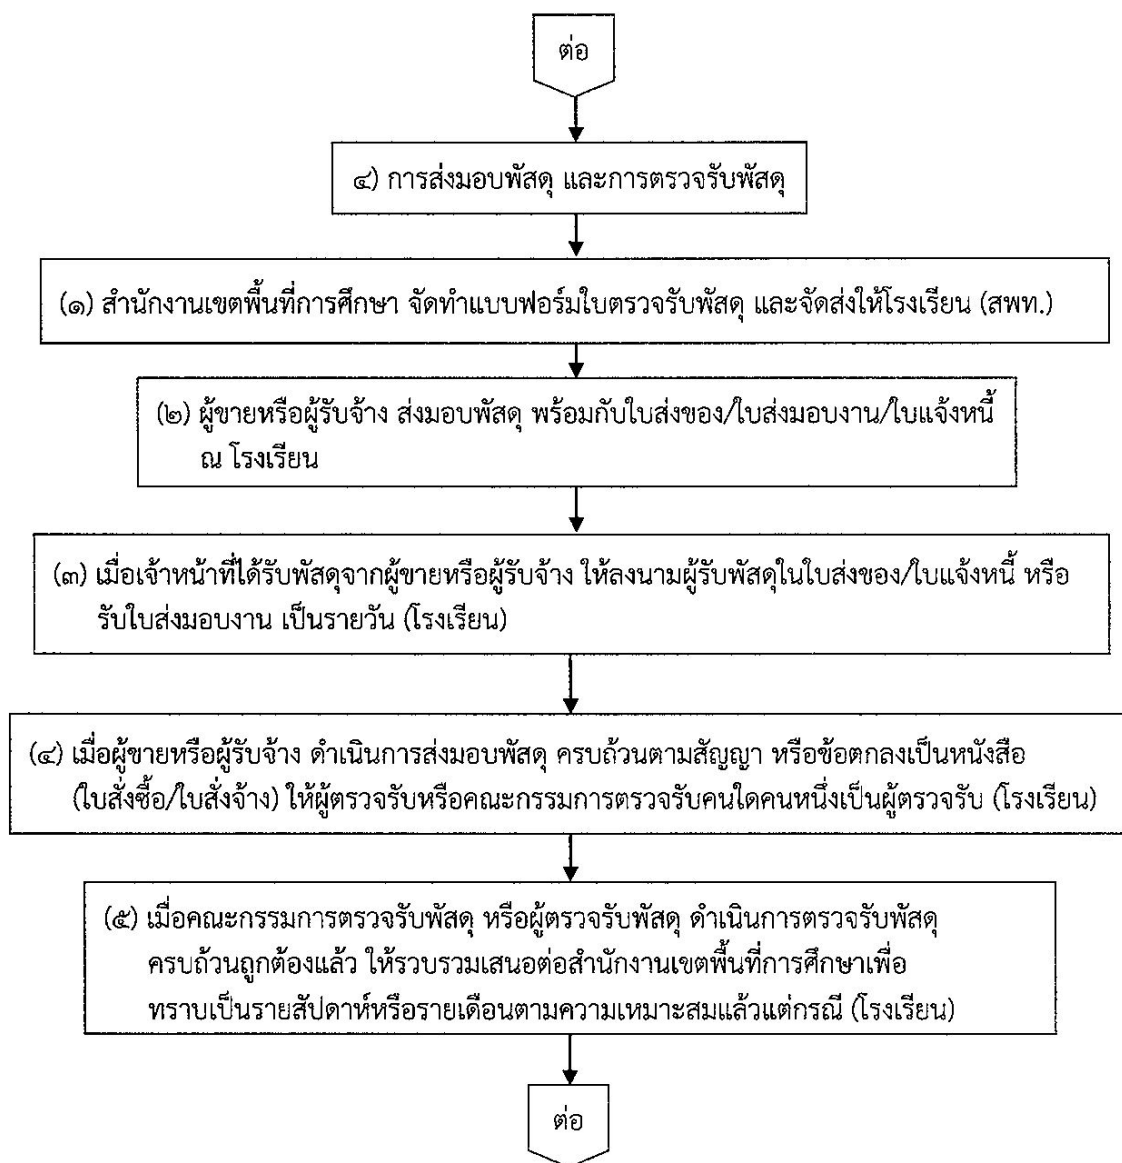 ต่อ
๔) การส่งมอบพัสดุ และการตรวจรับพัสดุ
(๑) สำนักงานเขตพื้นที่การศึกษา จัดทำแบบฟอร์มใบตรวจรับพัสดุ และจัดส่งให้โรงเรียน (สพท.)
(๒) ผู้ขายหรือผู้รับจ้าง ส่งมอบพัสดุ พร้อมกับใบส่งของ/ใบส่งมอบงาน/ใบแจ้งหนี้
ณ โรงเรียน
(๓) เมื่อเจ้าหน้าที่ได้รับพัสดุจากผู้ขายหรือผู้รับจ้าง ให้ลงนามผู้รับพัสดุในใบส่งของ/ใบแจ้งหนี้ หรือ
รับใบส่งมอบงาน เป็นรายวัน (โรงเรียน)
(๔) เมื่อผู้ขายหรือผู้รับจ้าง ดำเนินการส่งมอบพัสดุ ครบถ้วนตามสัญญา หรือข้อตกลงเป็นหนังสือ
(ใบสั่งซื้อ/ใบสั่งจ้าง) ให้ผู้ตรวจรับหรือคณะกรรมการตรวจรับคนใดคนหนึ่งเป็นผู้ตรวจรับ (โรงเรียน)
(๕) เมื่อคณะกรรมการตรวจรับพัสดุ หรือผู้ตรวจรับพัสดุ ดำเนินการตรวจรับพัสดุ
ครบถ้วนถูกต้องแล้ว ให้รวบรวมเสนอต่อสำนักงานเขตพื้นที่การศึกษาเพื่อ
ทราบเป็นรายสัปดาห์หรือรายเดือนตามความเหมาะสมแล้วแต่กรณี (โรงเรียน)
ต่อ